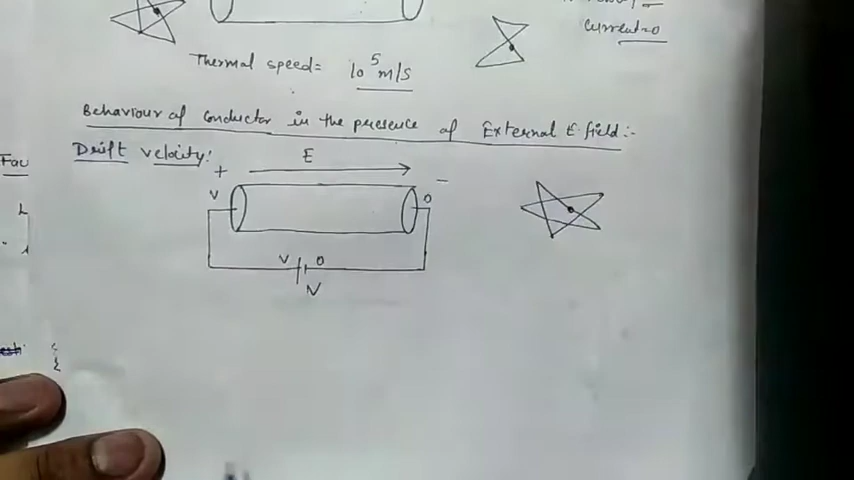 Current=0
Thermal speed= 10^5 m/s
Behaviour of conductor in the presence of External E.field:-
Drift velocity:
+ E -
V 0
V 0
V